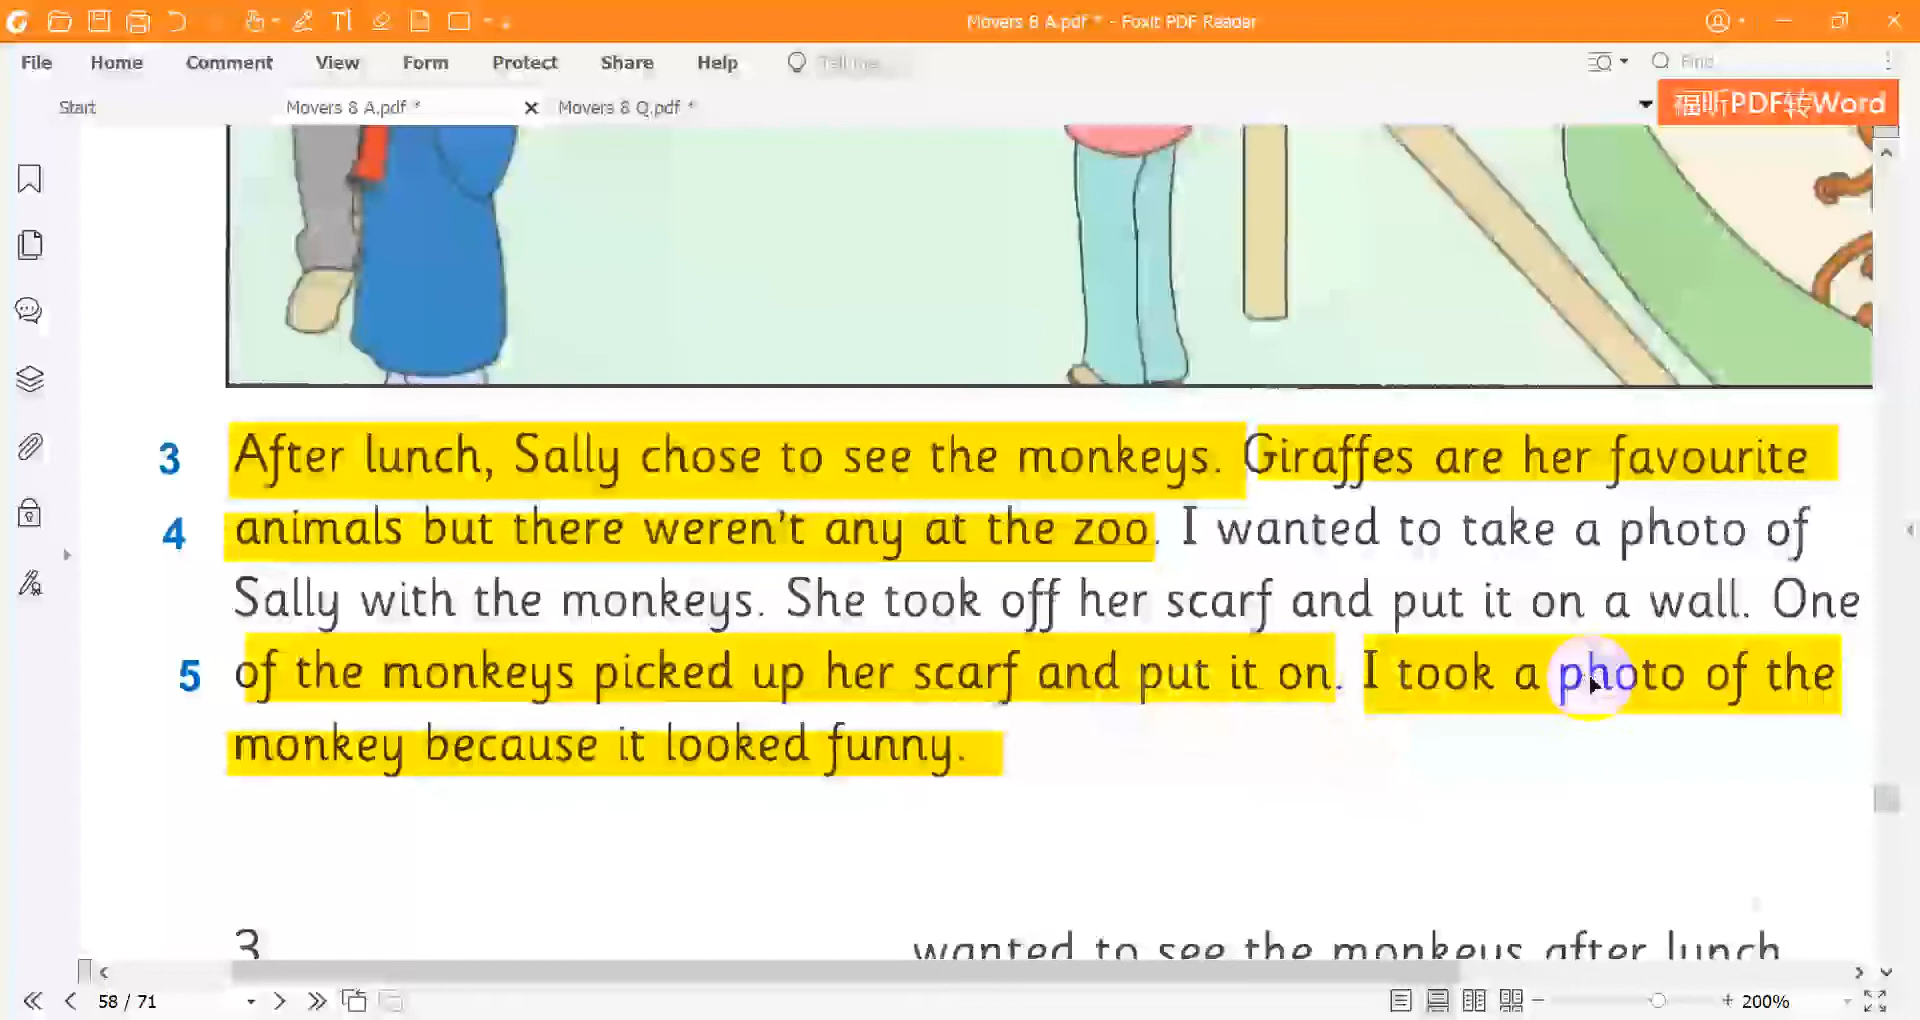 Movers 8 A.pdf * - Foxit PDF Reader
File Home Comment View Form Protect Share Help Tell me... Find
Start Movers 8 A.pdf * Movers 8 Q.pdf * 福昕PDF转Word
3 After lunch, Sally chose to see the monkeys. Giraffes are her favourite
4 animals but there weren't any at the zoo. I wanted to take a photo of
Sally with the monkeys. She took off her scarf and put it on a wall. One
5 of the monkeys picked up her scarf and put it on. I took a photo of the
monkey because it looked funny.
3 wanted to see the monkeys after lunch
58 / 71 200%